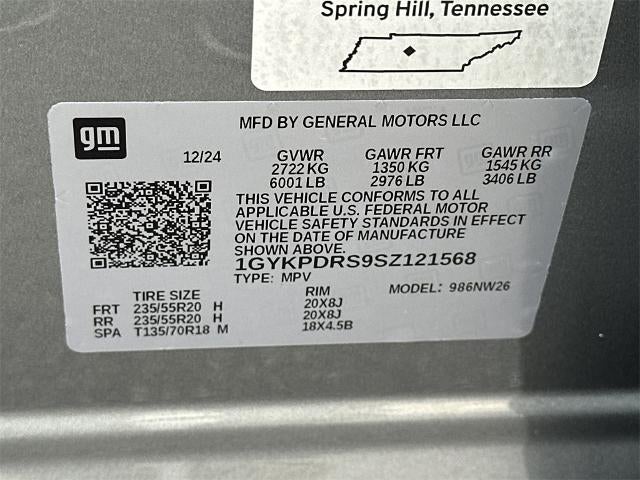 Spring Hill, Tennessee
gm
MFD BY GENERAL MOTORS LLC
12/24 GVWR GAWR FRT GAWR RR
2722 KG 1350 KG 1545 KG
6001 LB 2976 LB 3406 LB
THIS VEHICLE CONFORMS TO ALL
APPLICABLE U.S. FEDERAL MOTOR
VEHICLE SAFETY STANDARDS IN EFFECT
ON THE DATE OF MANUFACTURE
SHOWN ABOVE.
1GYKPDRS9SZ121568
TYPE: MPV MODEL: 986NW26
TIRE SIZE RIM
FRT 235/55R20 H 20X8J
RR 235/55R20 H 20X8J
SPA T135/70R18 M 18X4.5B